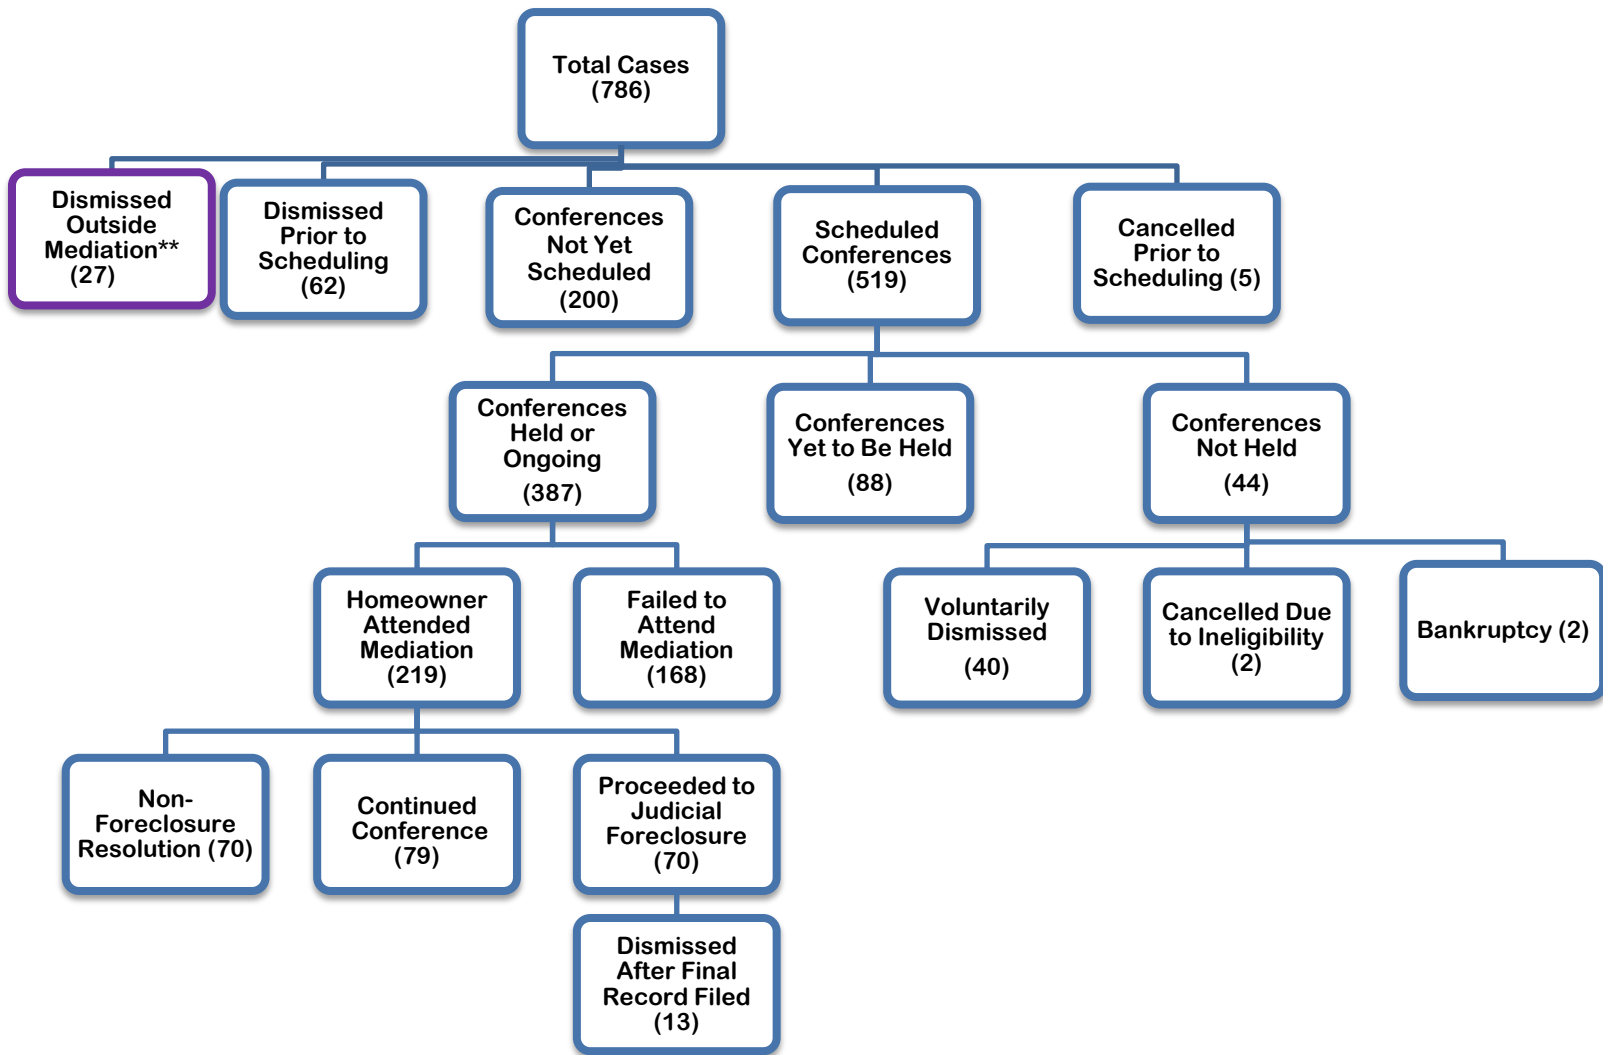 Total Cases
(786)
Dismissed
Outside
Mediation**
(27)
Dismissed
Prior to
Scheduling
(62)
Conferences
Not Yet
Scheduled
(200)
Scheduled
Conferences
(519)
Cancelled
Prior to
Scheduling (5)
Conferences
Held or
Ongoing
(387)
Conferences
Yet to Be Held
(88)
Conferences
Not Held
(44)
Homeowner
Attended
Mediation
(219)
Failed to
Attend
Mediation
(168)
Voluntarily
Dismissed
(40)
Cancelled Due
to Ineligibility
(2)
Bankruptcy (2)
Non-
Foreclosure
Resolution (70)
Continued
Conference
(79)
Proceeded to
Judicial
Foreclosure
(70)
Dismissed
After Final
Record Filed
(13)